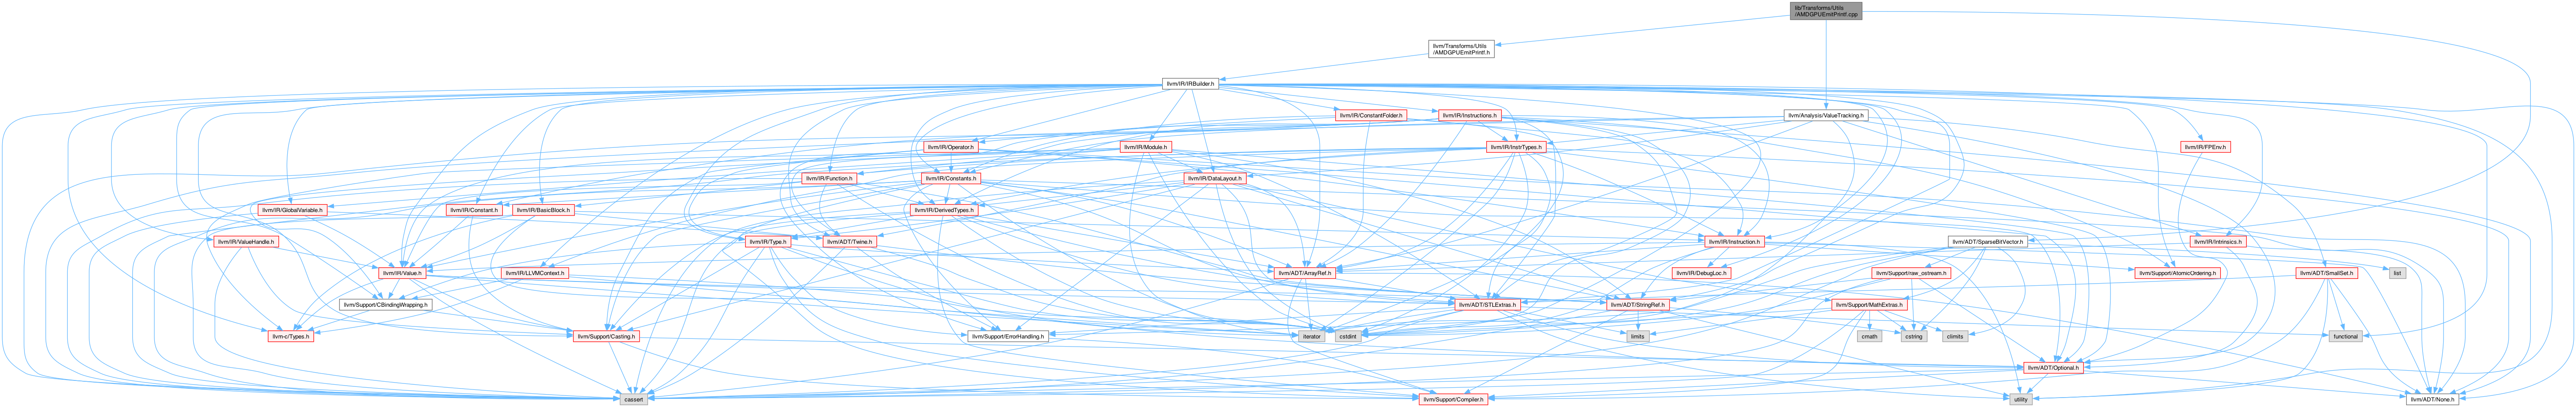 lib/Transforms/Utils
/AMDGPUEmitPrintf.cpp
llvm/Transforms/Utils
/AMDGPUEmitPrintf.h
llvm/IR/IRBuilder.h
llvm/IR/ConstantFolder.h
llvm/IR/Instructions.h
llvm/Analysis/ValueTracking.h
llvm/IR/Operator.h
llvm/IR/Module.h
llvm/IR/InstrTypes.h
llvm/IR/FPEnv.h
llvm/IR/Function.h
llvm/IR/Constants.h
llvm/IR/DataLayout.h
llvm/IR/GlobalVariable.h
llvm/IR/Constant.h
llvm/IR/BasicBlock.h
llvm/IR/DerivedTypes.h
llvm/IR/ValueHandle.h
llvm/IR/Type.h
llvm/ADT/Twine.h
llvm/IR/Instruction.h
llvm/ADT/SparseBitVector.h
llvm/IR/Intrinsics.h
llvm/IR/Value.h
llvm/IR/LLVMContext.h
llvm/ADT/ArrayRef.h
llvm/IR/DebugLoc.h
llvm/Support/raw_ostream.h
llvm/Support/AtomicOrdering.h
llvm/ADT/SmallSet.h
list
llvm/Support/CBindingWrapping.h
llvm/ADT/STLExtras.h
llvm/ADT/StringRef.h
llvm/Support/MathExtras.h
llvm-c/Types.h
llvm/Support/Casting.h
llvm/Support/ErrorHandling.h
iterator
cstdint
limits
cmath
cstring
climits
functional
llvm/ADT/Optional.h
cassert
llvm/Support/Compiler.h
utility
llvm/ADT/None.h